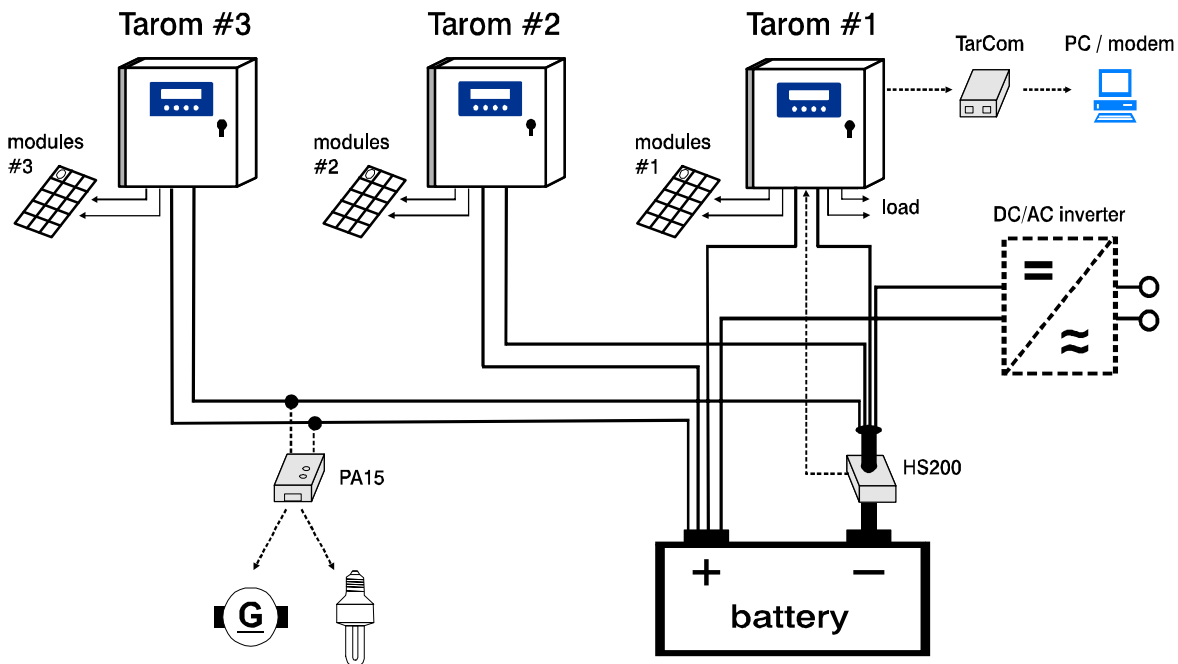 Tarom #3
Tarom #2
Tarom #1
TarCom
PC / modem
modules
#3
modules
#2
modules
#1
load
DC/AC inverter
=
≈
PA15
HS200
G
+
−
battery